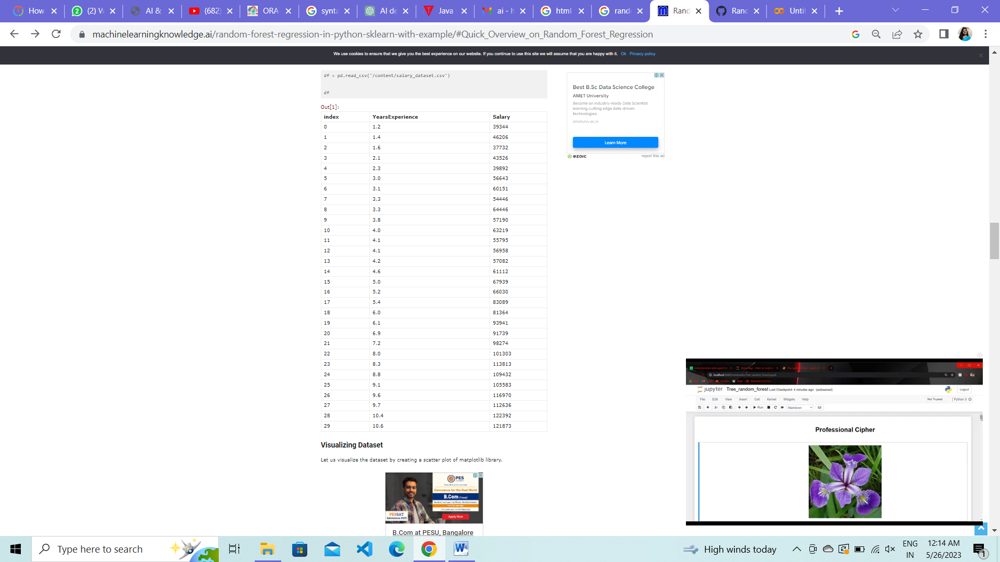 How
(2) W
AI &
(682)
ORA-
synta
AI de
Java
ai - h
html
rand
Rand
Rand
Untit
machinelearningknowledge.ai/random-forest-regression-in-python-sklearn-with-example/#Quick_Overview_on_Random_Forest_Regression
We use cookies to ensure that we give you the best experience on our website. If you continue to use this site we will assume that you are happy with it. Ok Privacy policy
df = pd.read_csv('/content/salary_dataset.csv')
df
Out[1]:
index YearsExperience Salary
0 1.2 39344
1 1.4 46206
2 1.6 37732
3 2.1 43526
4 2.3 39892
5 3.0 56643
6 3.1 60151
7 3.3 54446
8 3.3 64446
9 3.8 57190
10 4.0 63219
11 4.1 55795
12 4.1 56958
13 4.2 57082
14 4.6 61112
15 5.0 67939
16 5.2 66030
17 5.4 83089
18 6.0 81364
19 6.1 93941
20 6.9 91739
21 7.2 98274
22 8.0 101303
23 8.3 113813
24 8.8 109432
25 9.1 105583
26 9.6 116970
27 9.7 112636
28 10.4 122392
29 10.6 121873
Visualizing Dataset
Let us visualize the dataset by creating a scatter plot of matplotlib library.
PES
Commerce for the Real World
B.Com (Hons)
PESSAT
Admissions 2023
Apply Now
B.Com at PESU, Bangalore
Best B.Sc Data Science College
AMET University
Become an industry-ready Data Scientist
learning cutting edge data-driven
technologies.
ametuniv.ac.in
Learn More
ezoic
report this ad
jupyter Tree_random_forest Last Checkpoint: 4 minutes ago (autosaved)
Logout
File Edit View Insert Cell Kernel Widgets Help
Not Trusted
Python 3
Run
Markdown
Professional Cipher
Type here to search
High winds today
ENG
IN
12:14 AM
5/26/2023
1